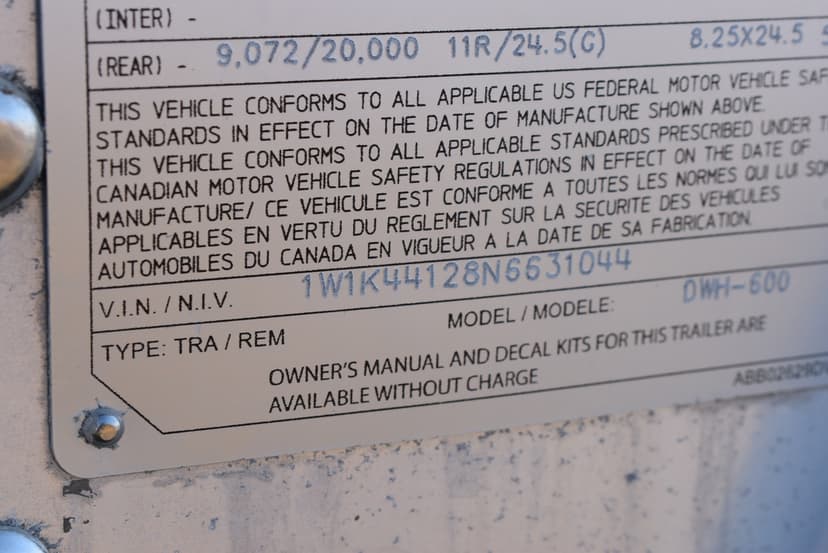 (INTER) -
(REAR) - 9,072/20,000 11R/24.5(G) 8.25X24.5
THIS VEHICLE CONFORMS TO ALL APPLICABLE US FEDERAL MOTOR VEHICLE SAF
STANDARDS IN EFFECT ON THE DATE OF MANUFACTURE SHOWN ABOVE.
THIS VEHICLE CONFORMS TO ALL APPLICABLE STANDARDS PRESCRIBED UNDER T
CANADIAN MOTOR VEHICLE SAFETY REGULATIONS IN EFFECT ON THE DATE OF
MANUFACTURE/ CE VEHICULE EST CONFORME A TOUTES LES NORMES QUI LUI SO
APPLICABLES EN VERTU DU REGLEMENT SUR LA SECURITE DES VEHICULES
AUTOMOBILES DU CANADA EN VIGUEUR A LA DATE DE SA FABRICATION.
V.I.N. / N.I.V. 1W1K44128N6631044
TYPE: TRA / REM MODEL / MODELE: DWH-600
OWNER'S MANUAL AND DECAL KITS FOR THIS TRAILER ARE
AVAILABLE WITHOUT CHARGE